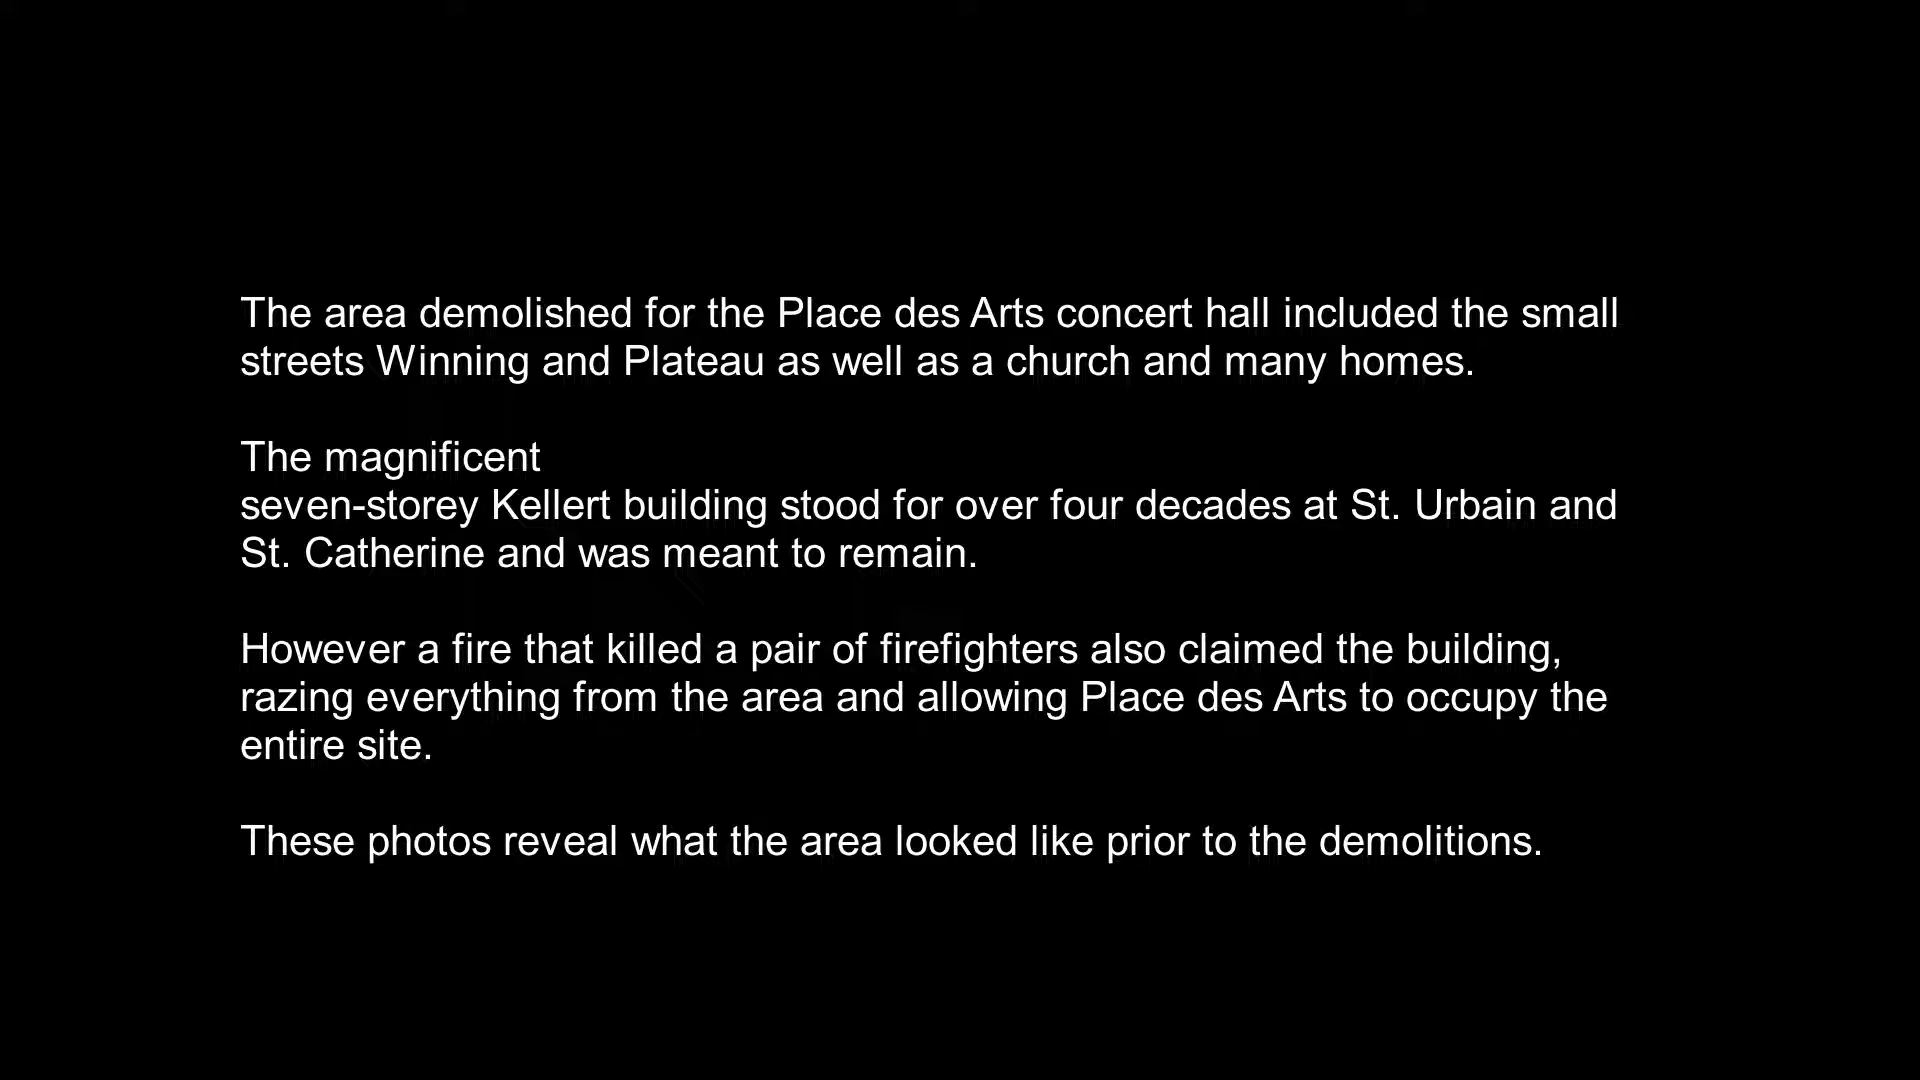 The area demolished for the Place des Arts concert hall included the small
streets Winning and Plateau as well as a church and many homes.
The magnificent
seven-storey Kellert building stood for over four decades at St. Urbain and
St. Catherine and was meant to remain.
However a fire that killed a pair of firefighters also claimed the building,
razing everything from the area and allowing Place des Arts to occupy the
entire site.
These photos reveal what the area looked like prior to the demolitions.